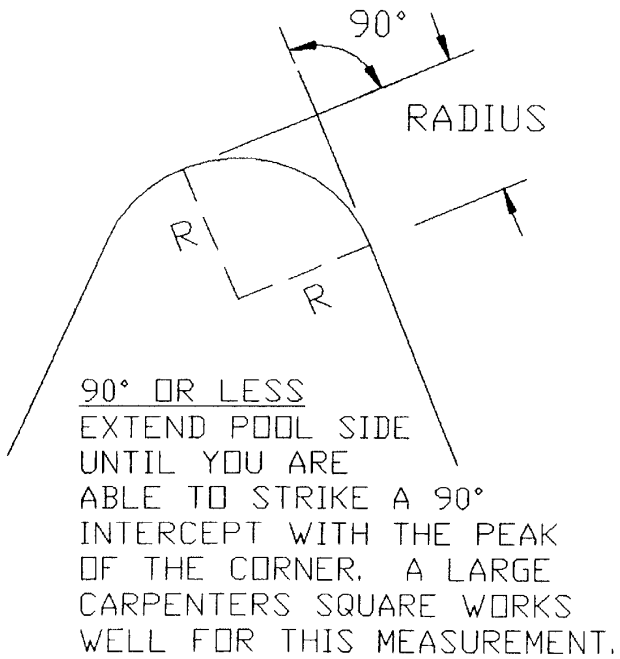 90°
RADIUS
R
R
90° OR LESS
EXTEND POOL SIDE
UNTIL YOU ARE
ABLE TO STRIKE A 90°
INTERCEPT WITH THE PEAK
OF THE CORNER. A LARGE
CARPENTERS SQUARE WORKS
WELL FOR THIS MEASUREMENT.